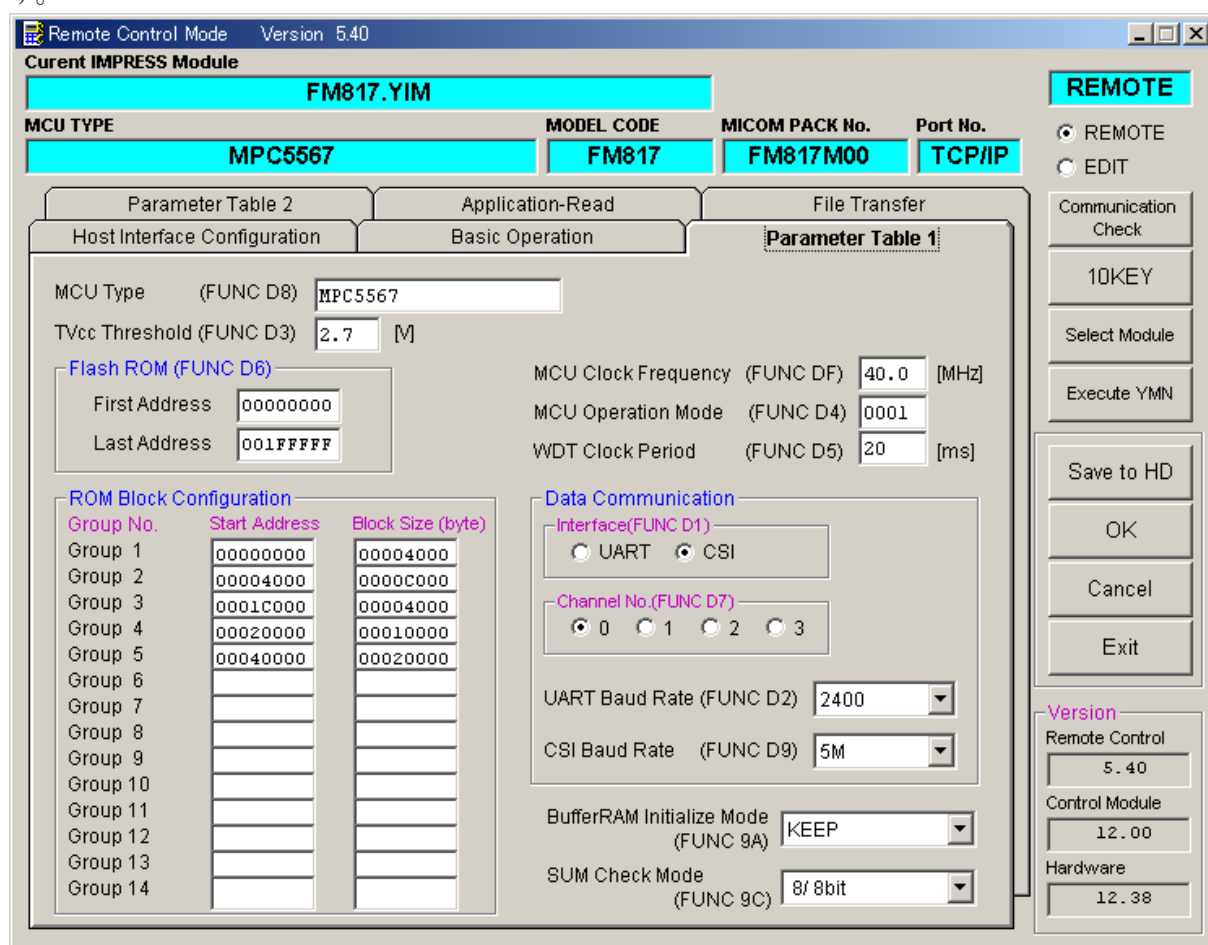 す。
Remote Control Mode Version 5.40
Curent IMPRESS Module
FM817.YIM
REMOTE
MCU TYPE
MODEL CODE
MICOM PACK No.
Port No.
MPC5567
FM817
FM817M00
TCP/IP
REMOTE
EDIT
Parameter Table 2
Application-Read
File Transfer
Host Interface Configuration
Basic Operation
Parameter Table 1
Communication
Check
10KEY
Select Module
Execute YMN
Save to HD
OK
Cancel
Exit
MCU Type (FUNC D8) MPC5567
TVcc Threshold (FUNC D3) 2.7 [V]
Flash ROM (FUNC D6)
First Address 00000000
Last Address 001FFFFF
MCU Clock Frequency (FUNC DF) 40.0 [MHz]
MCU Operation Mode (FUNC D4) 0001
WDT Clock Period (FUNC D5) 20 [ms]
ROM Block Configuration
Group No. Start Address Block Size (byte)
Group 1 00000000 00004000
Group 2 00004000 0000C000
Group 3 0001C000 00004000
Group 4 00020000 00010000
Group 5 00040000 00020000
Group 6
Group 7
Group 8
Group 9
Group 10
Group 11
Group 12
Group 13
Group 14
Data Communication
Interface(FUNC D1)
UART CSI
Channel No.(FUNC D7)
0 1 2 3
UART Baud Rate (FUNC D2) 2400
CSI Baud Rate (FUNC D9) 5M
BufferRAM Initialize Mode
(FUNC 9A) KEEP
SUM Check Mode
(FUNC 9C) 8/ 8bit
Version
Remote Control
5.40
Control Module
12.00
Hardware
12.38